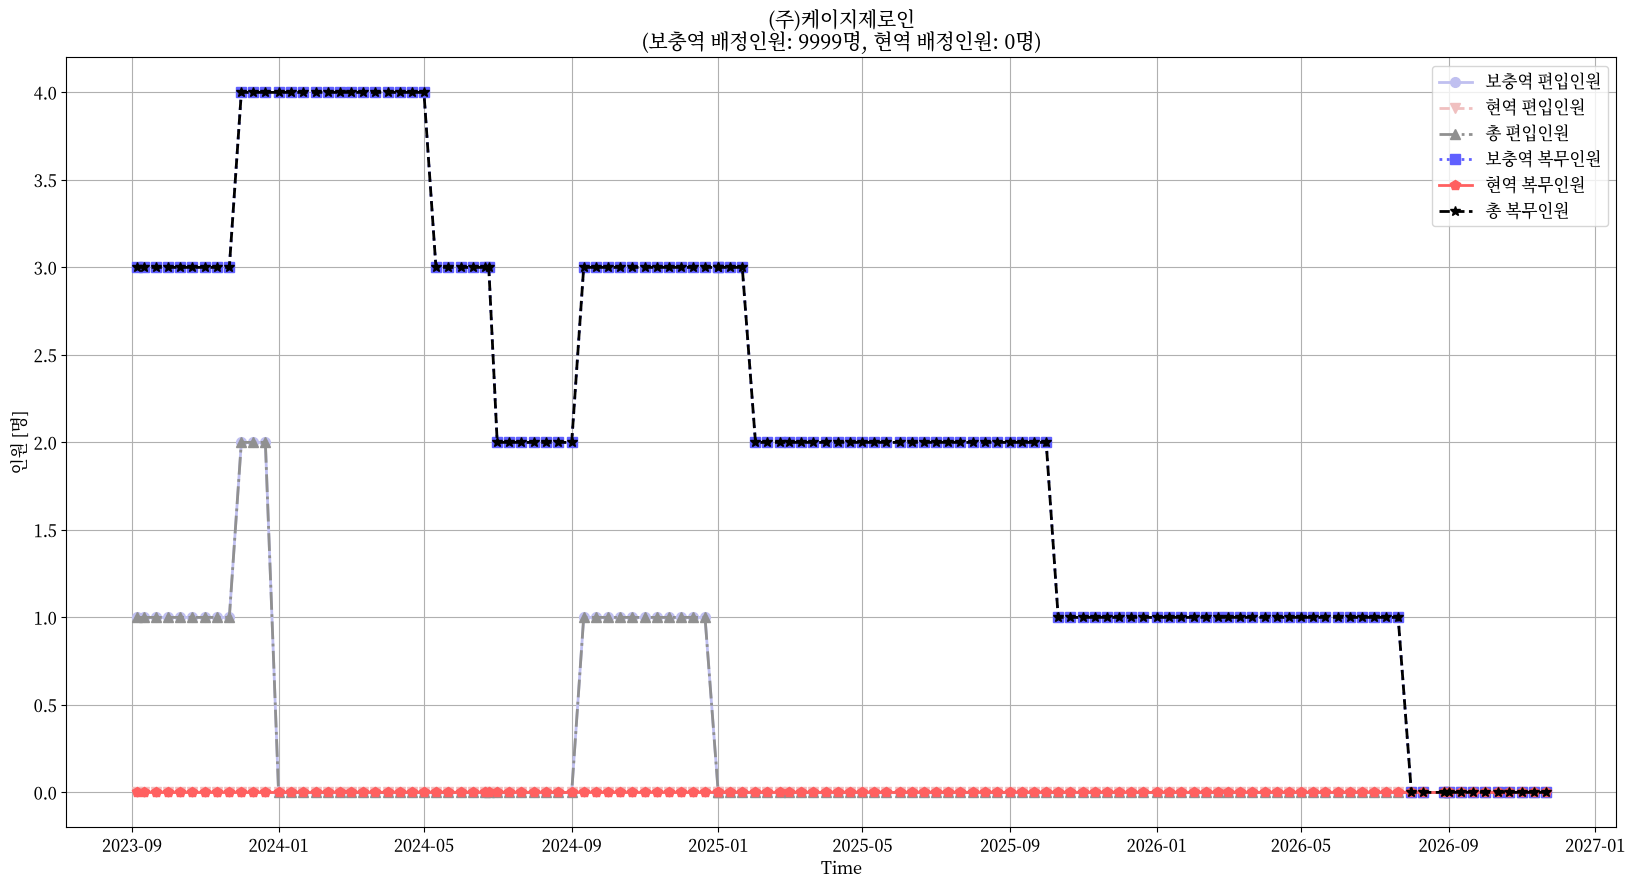 (주)케이지제로인
(보충역 배정인원: 9999명, 현역 배정인원: 0명)
보충역 편입인원
현역 편입인원
총 편입인원
보충역 복무인원
현역 복무인원
총 복무인원
인원 [명]
4.0
3.5
3.0
2.5
2.0
1.5
1.0
0.5
0.0
2023-09 2024-01 2024-05 2024-09 2025-01 2025-05 2025-09 2026-01 2026-05 2026-09 2027-01
Time